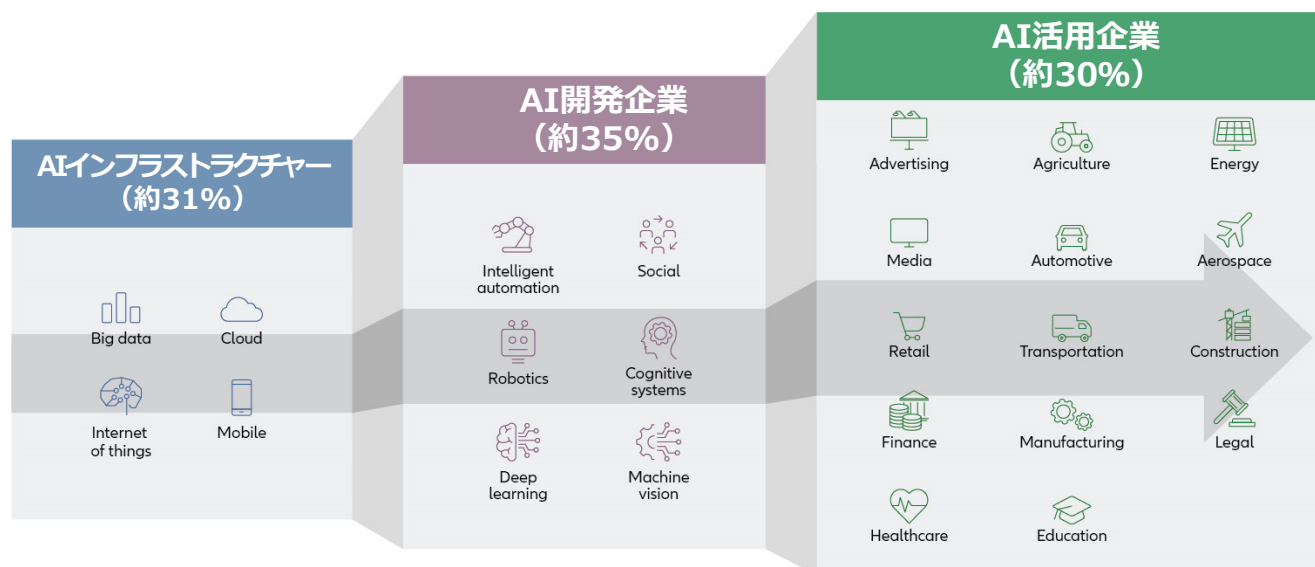 AIインフラストラクチャー
（約31%）
Big data
Cloud
Internet
of things
Mobile
AI開発企業
（約35%）
Intelligent
automation
Social
Robotics
Cognitive
systems
Deep
learning
Machine
vision
AI活用企業
（約30%）
Advertising
Agriculture
Energy
Media
Automotive
Aerospace
Retail
Transportation
Construction
Finance
Manufacturing
Legal
Healthcare
Education